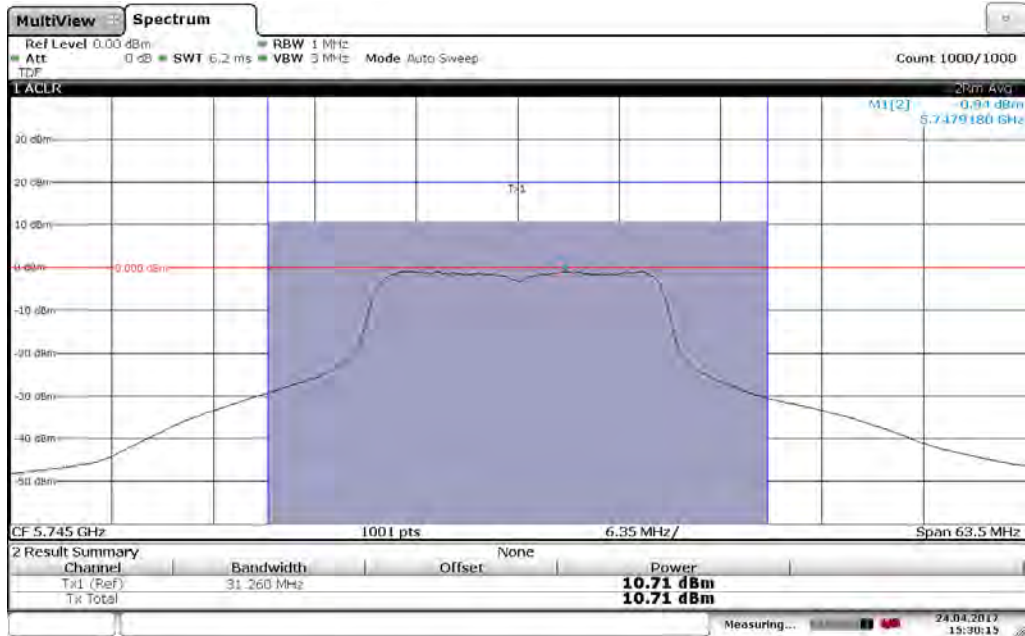 MultiView Spectrum
Ref Level 0.00 dBm RBW 1 MHz
Att 0 dB SWT 6.2 ms VBW 3 MHz Mode Auto Sweep Count 1000/1000
TDF
1 ACLR 2Rm Avg
M1[2] -0.94 dBm
5.7479180 GHz
30 dBm
20 dBm
Tx1
10 dBm
0 dBm 0.000 dBm
-10 dBm
-20 dBm
-30 dBm
-40 dBm
-50 dBm
CF 5.745 GHz 1001 pts 6.35 MHz/ Span 63.5 MHz
2 Result Summary None
Channel Bandwidth Offset Power
Tx1 (Ref) 31.260 MHz 10.71 dBm
Tx Total 10.71 dBm
Measuring... 24.04.2017
15:30:15